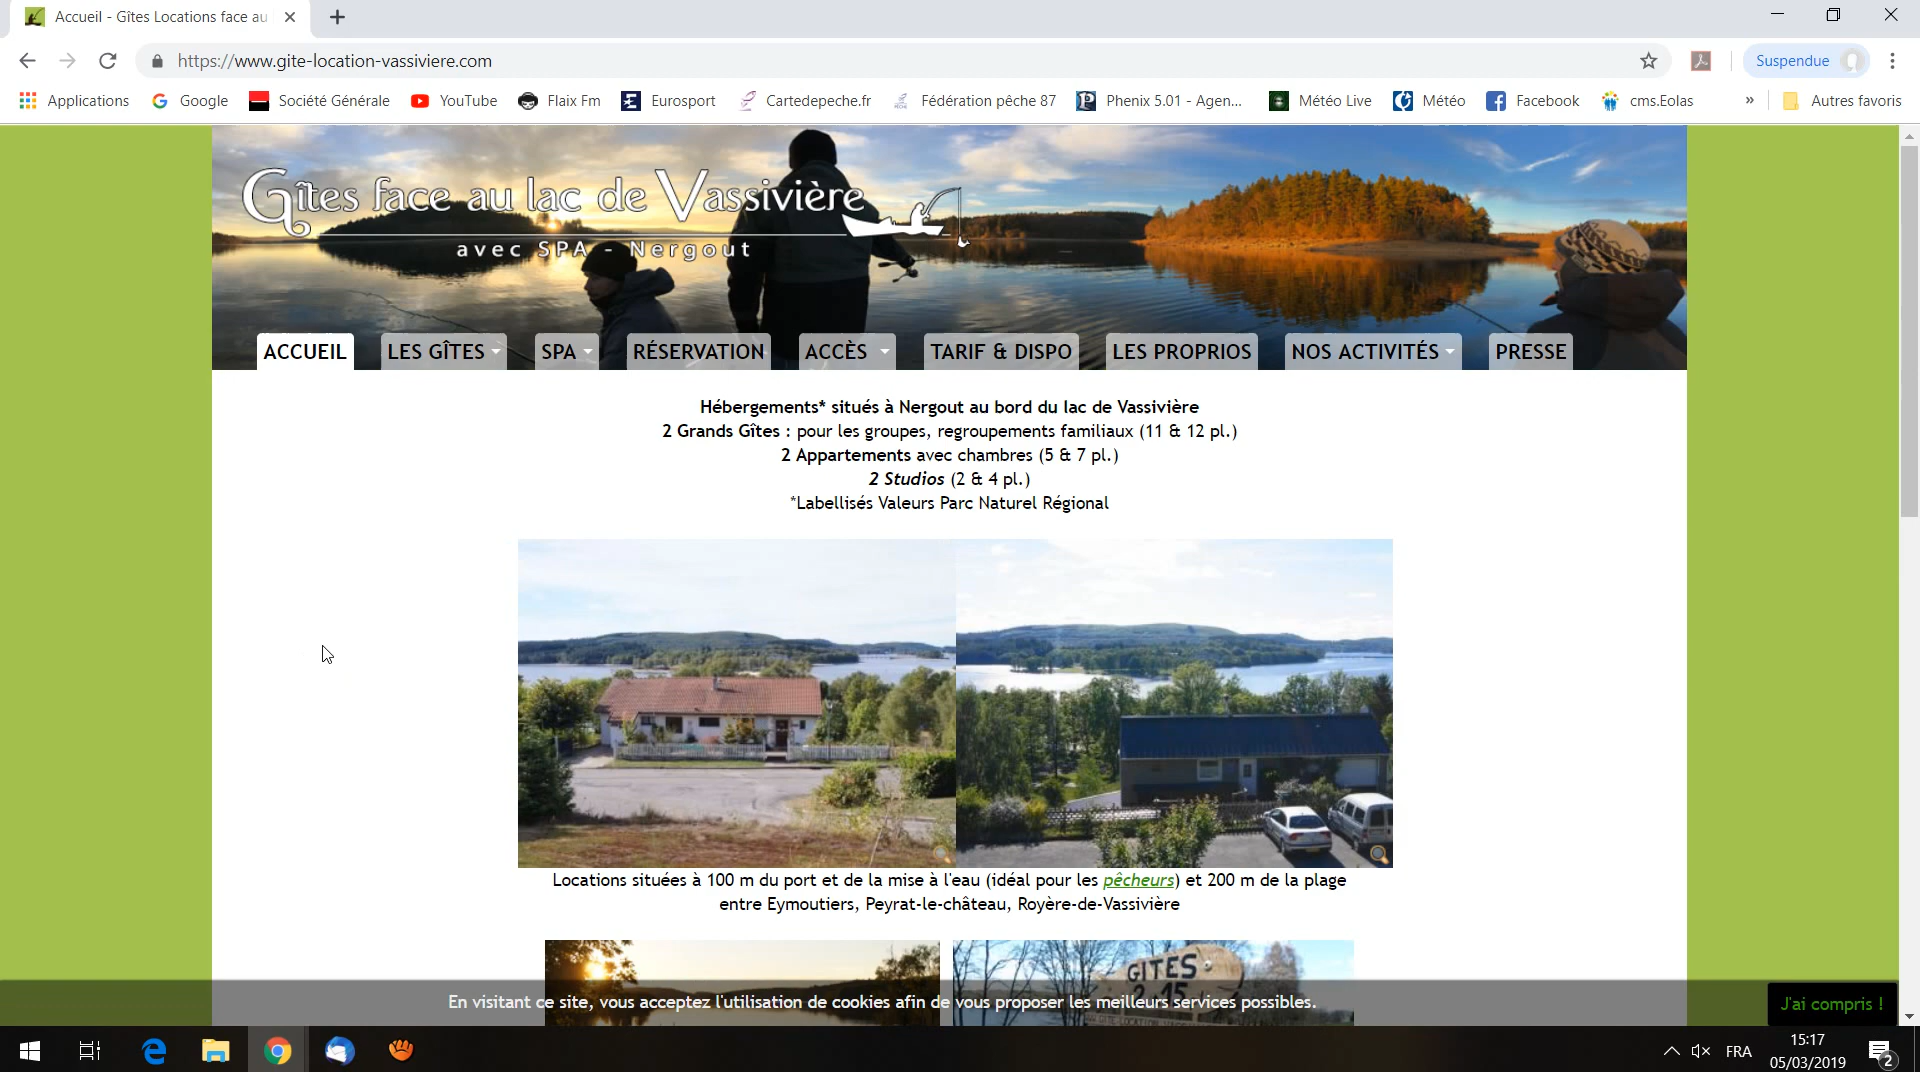 Accueil - Gîtes Locations face au
https://www.gite-location-vassiviere.com
Suspendue
Applications
Google
Société Générale
YouTube
Flaix Fm
Eurosport
Cartedepeche.fr
Fédération pêche 87
Phenix 5.01 - Agen...
Météo Live
Météo
Facebook
cms.Eolas
»
Autres favoris
Gîtes face au lac de Vassivière
avec SPA - Nergout
ACCUEIL
LES GÎTES
SPA
RÉSERVATION
ACCÈS
TARIF & DISPO
LES PROPRIOS
NOS ACTIVITÉS
PRESSE
Hébergements* situés à Nergout au bord du lac de Vassivière
2 Grands Gîtes : pour les groupes, regroupements familiaux (11 & 12 pl.)
2 Appartements avec chambres (5 & 7 pl.)
2 Studios (2 & 4 pl.)
*Labellisés Valeurs Parc Naturel Régional
Locations situées à 100 m du port et de la mise à l'eau (idéal pour les pêcheurs) et 200 m de la plage
entre Eymoutiers, Peyrat-le-château, Royère-de-Vassivière
GITES
2 15
En visitant ce site, vous acceptez l'utilisation de cookies afin de vous proposer les meilleurs services possibles.
J'ai compris !
FRA
15:17
05/03/2019
2